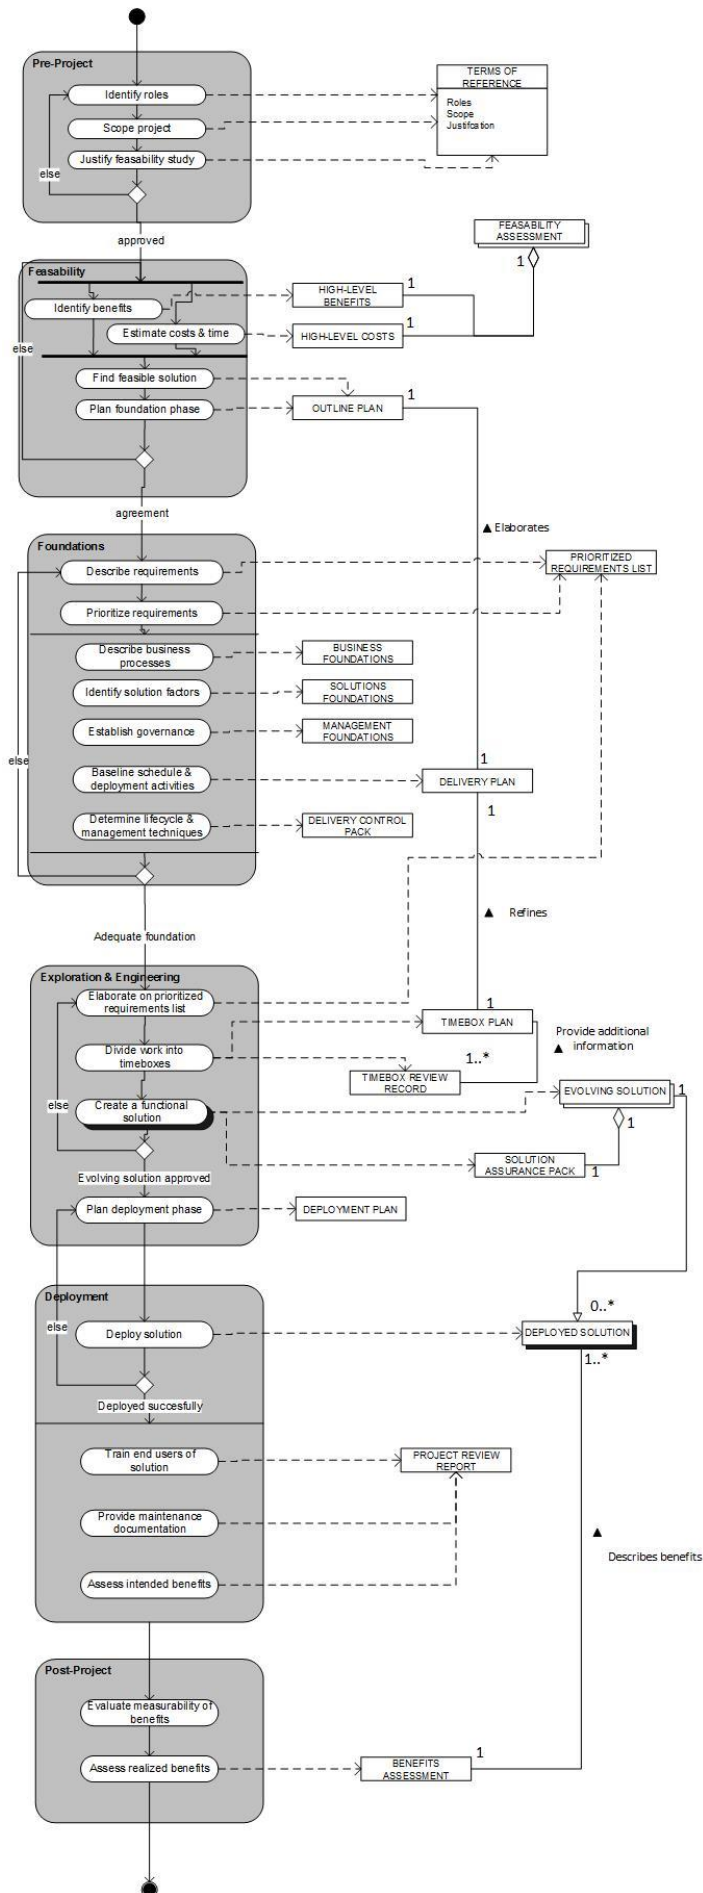 Pre-Project
TERMS OF
REFERENCE
Identify roles
Roles
Scope
Justifcation
Scope project
Justify feasability study
else
approved
FEASABILITY
ASSESSMENT
1
Feasability
HIGH-LEVEL
BENEFITS
1
Identify benefits
Estimate costs & time
HIGH-LEVEL COSTS
1
else
Find feasible solution
Plan foundation phase
OUTLINE PLAN
1
agreement
▲ Elaborates
Foundations
PRIORITIZED
REQUIREMENTS LIST
Describe requirements
Prioritize requirements
Describe business
processes
BUSINESS
FOUNDATIONS
Identify solution factors
SOLUTIONS
FOUNDATIONS
Establish governance
MANAGEMENT
FOUNDATIONS
else
1
Baseline schedule &
deployment activities
DELIVERY PLAN
1
Determine lifecycle &
management techniques
DELIVERY CONTROL
PACK
▲ Refines
Adequate foundation
Exploration & Engineering
Elaborate on prioritized
requirements list
1
TIMEBOX PLAN
Provide additional
▲ information
Divide work into
timeboxes
1..*
TIMEBOX REVIEW
RECORD
EVOLVING SOLUTION
1
else
Create a functional
solution
1
SOLUTION
ASSURANCE PACK
1
Evolving solution approved
Plan deployment phase
DEPLOYMENT PLAN
Deployment
0..*
else
Deploy solution
DEPLOYED SOLUTION
1..*
Deployed succesfully
Train end users of
solution
PROJECT REVIEW
REPORT
Provide maintenance
documentation
▲
Describes benefits
Assess intended benefits
Post-Project
Evaluate measurability of
benefits
1
Assess realized benefits
BENEFITS
ASSESSMENT